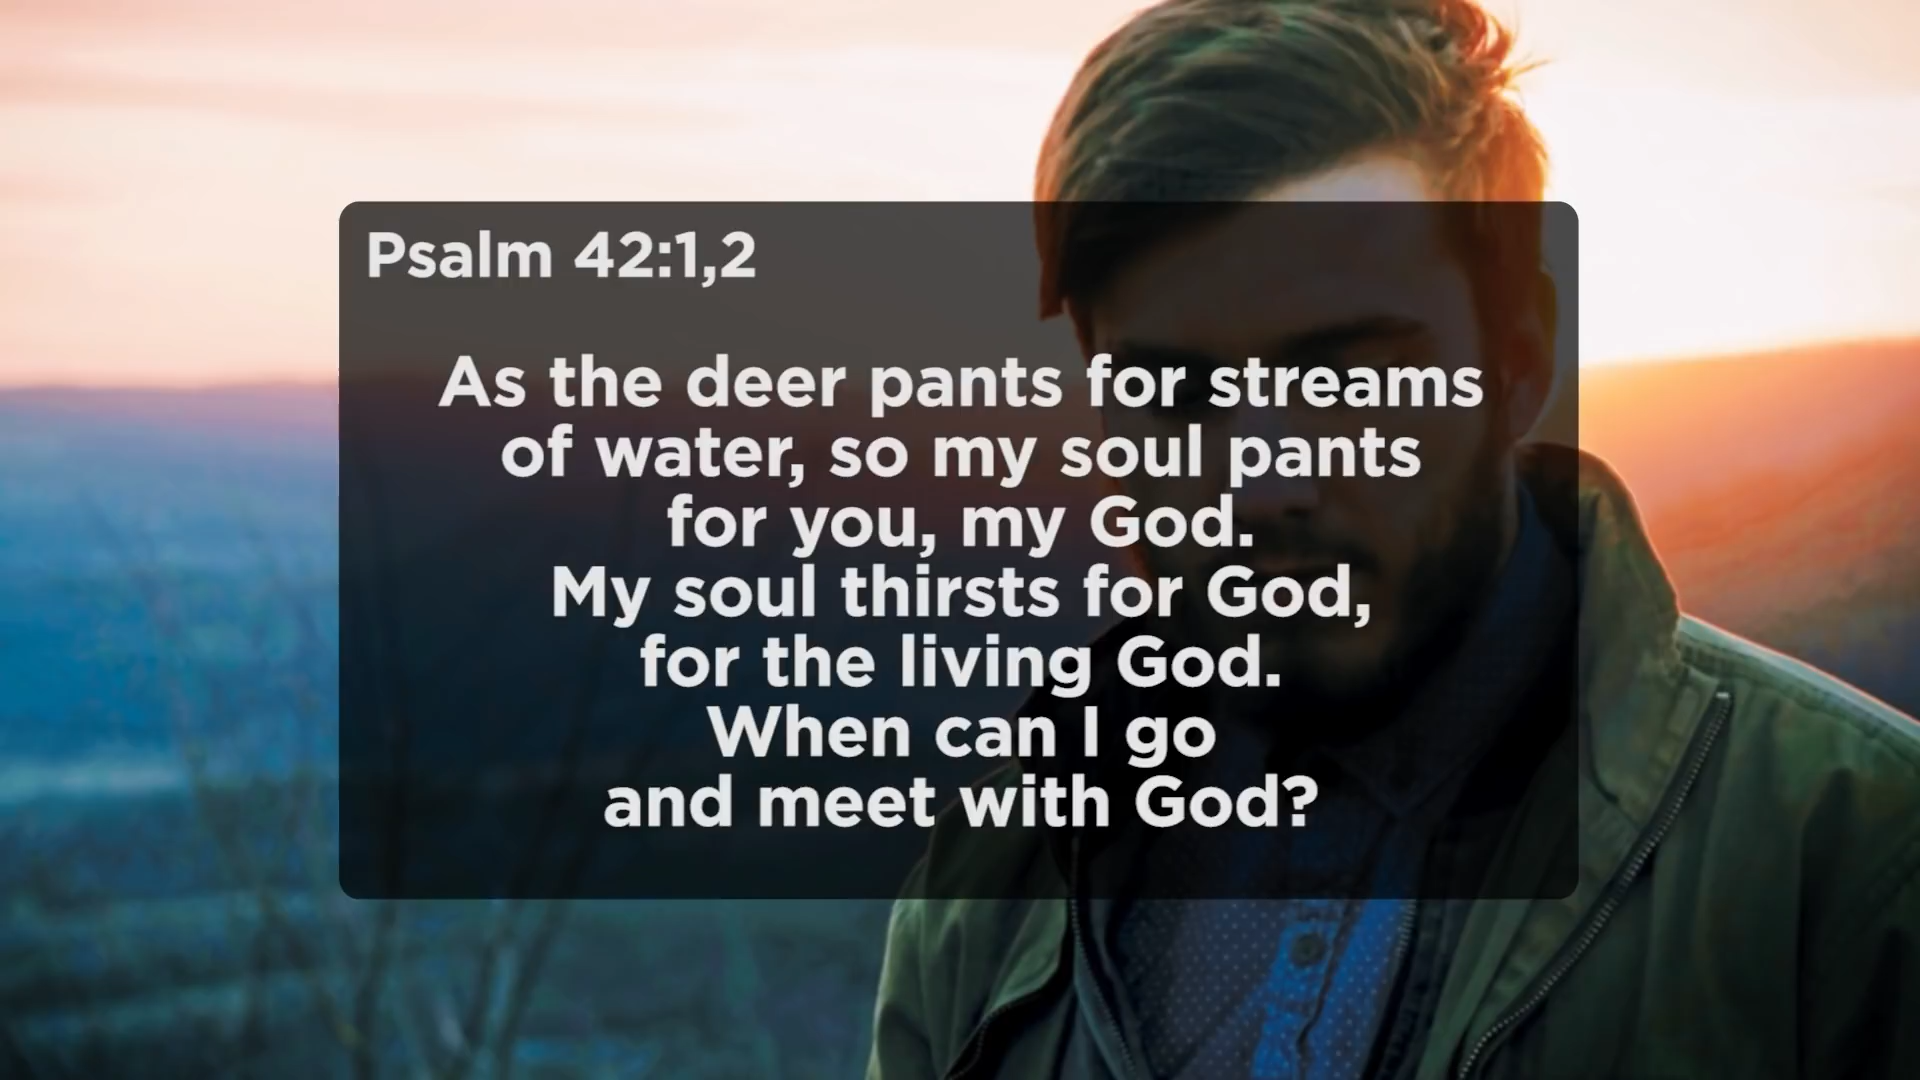 Psalm 42:1,2
As the deer pants for streams
of water, so my soul pants
for you, my God.
My soul thirsts for God,
for the living God.
When can I go
and meet with God?